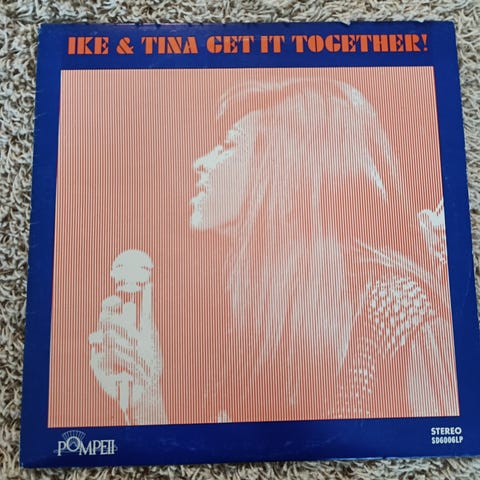 IKE & TINA GET IT TOGETHER!
POMPEII
STEREO
SD6006LP